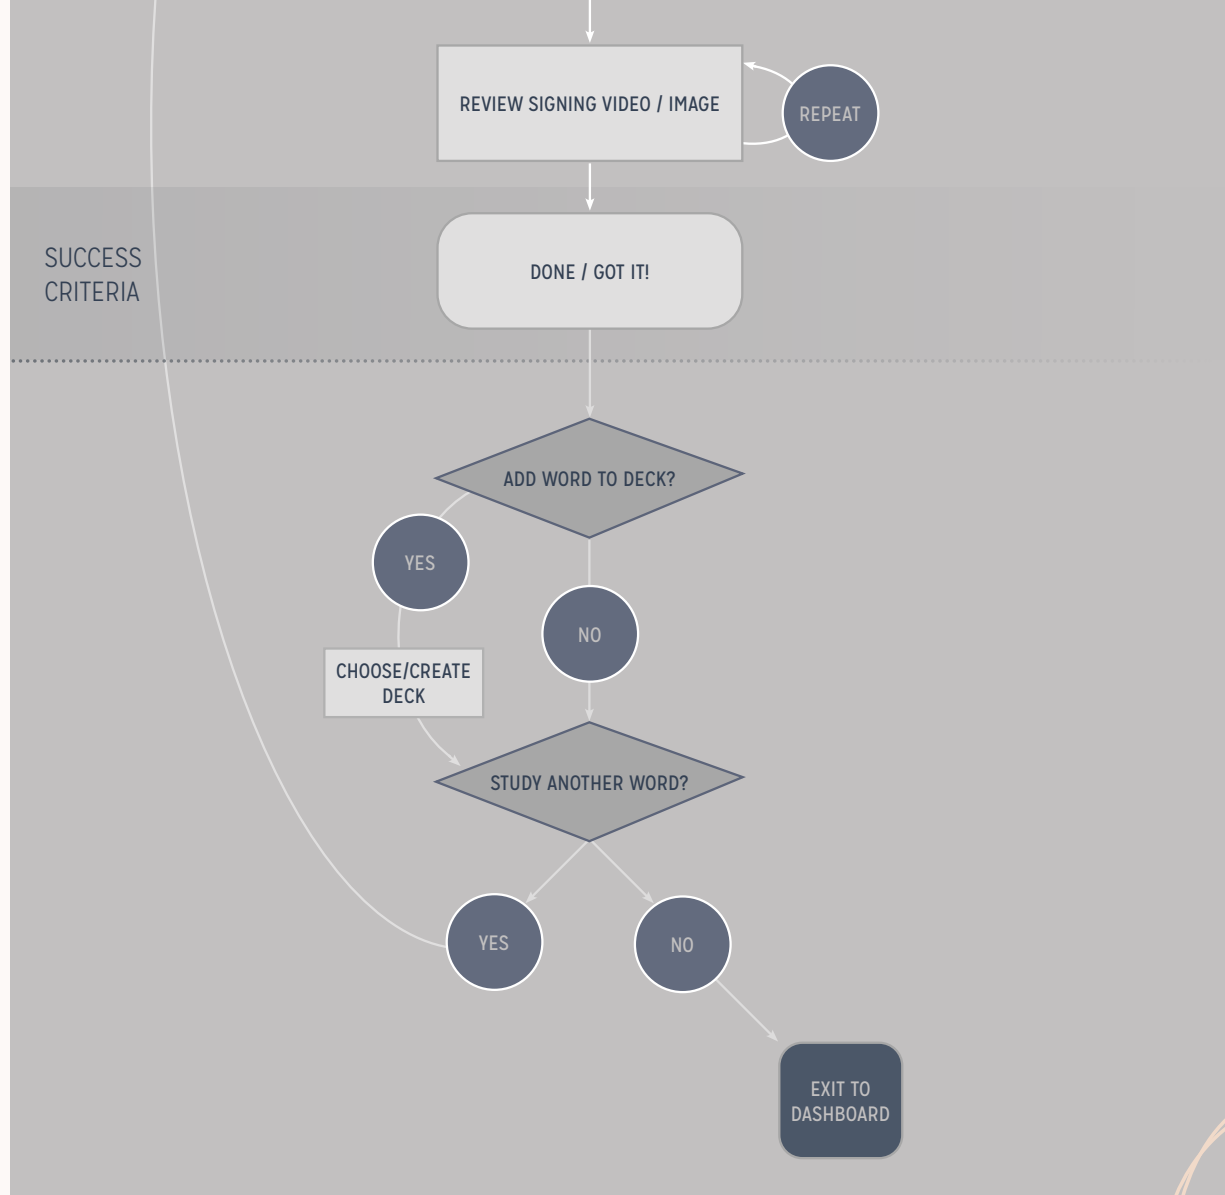 REVIEW SIGNING VIDEO / IMAGE
REPEAT
SUCCESS
CRITERIA
DONE / GOT IT!
ADD WORD TO DECK?
YES
NO
CHOOSE/CREATE
DECK
STUDY ANOTHER WORD?
YES
NO
EXIT TO
DASHBOARD